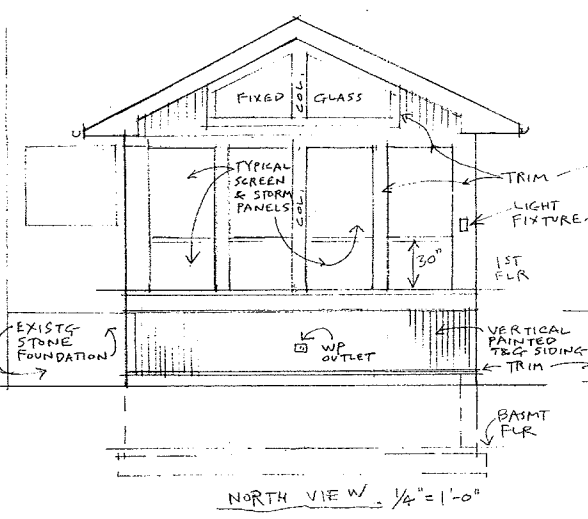 FIXED
COL.
GLASS
TYPICAL
SCREEN
& STORM
PANELS
COL.
TRIM
LIGHT
FIXTURE
30"
1ST
FLR
EXIST'G
STONE
FOUNDATION
WP
OUTLET
VERTICAL
PAINTED
T&G SIDING
TRIM
BASMT
FLR
NORTH VIEW. 1/4"=1'-0"